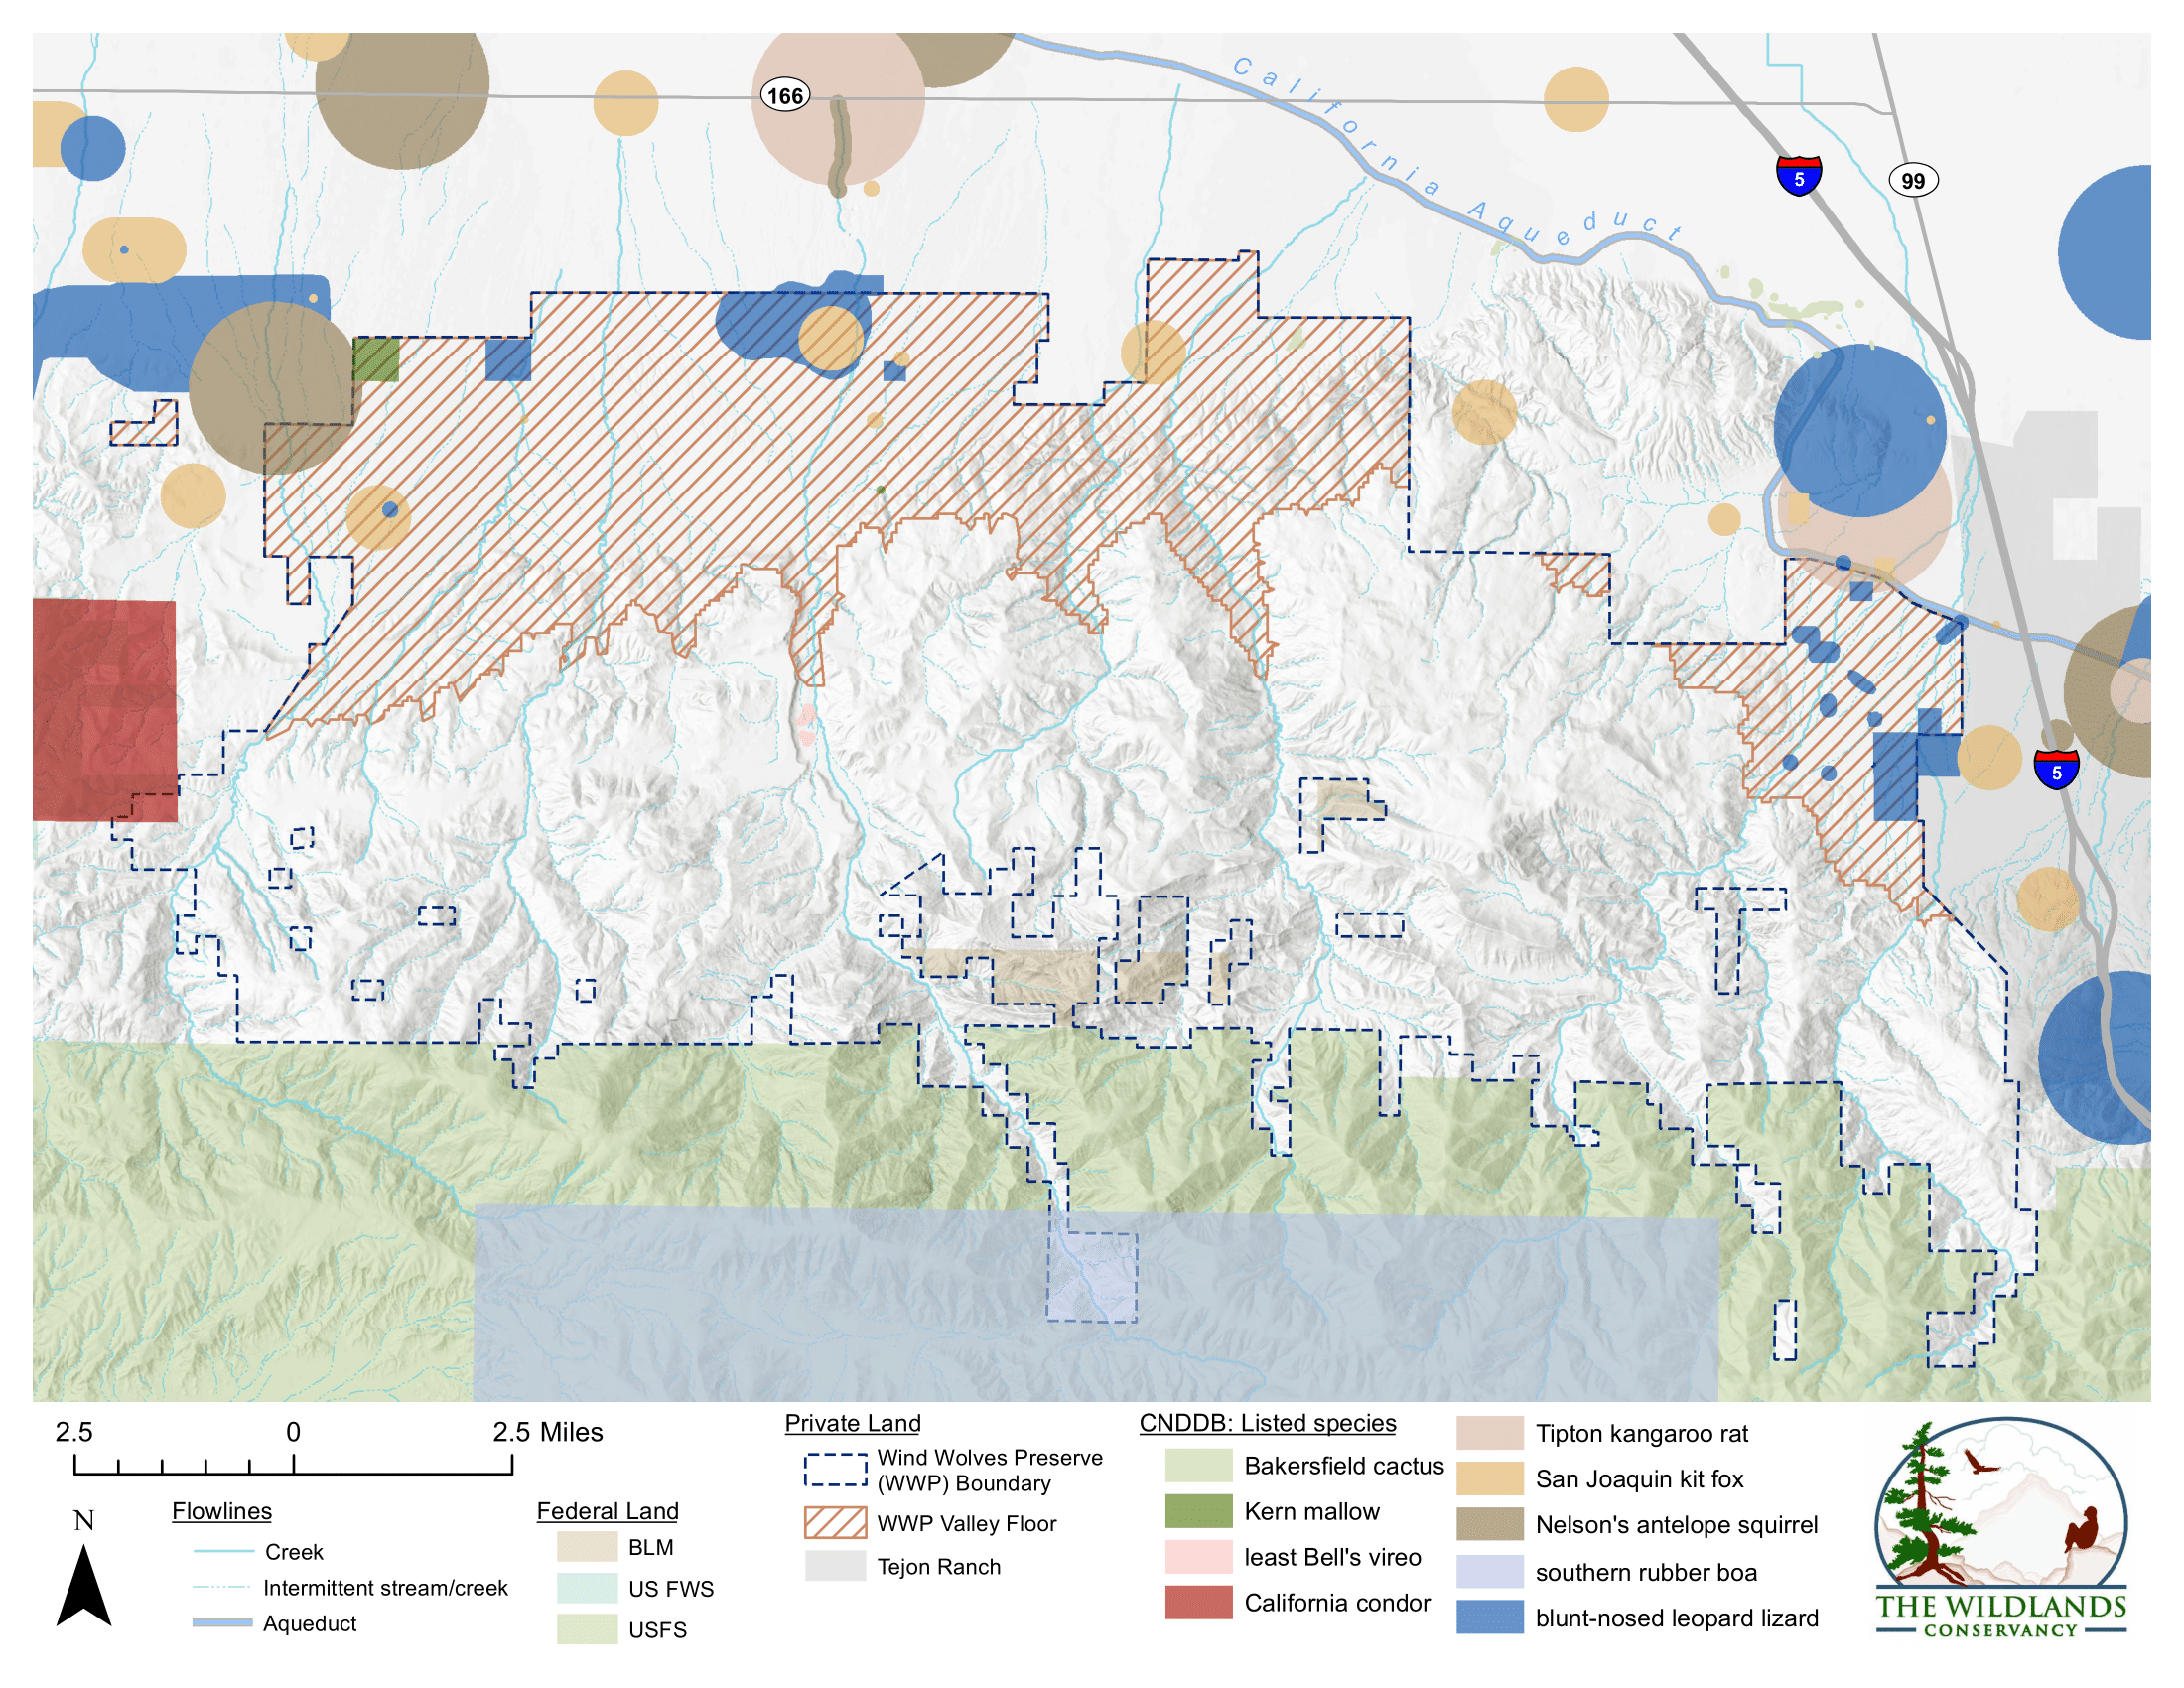 166
California Aqueduct
5
99
5
2.5 0 2.5 Miles
N
Flowlines
Creek
Intermittent stream/creek
Aqueduct
Federal Land
BLM
US FWS
USFS
Private Land
Wind Wolves Preserve
(WWP) Boundary
WWP Valley Floor
Tejon Ranch
CNDDB: Listed species
Bakersfield cactus
Kern mallow
least Bell's vireo
California condor
Tipton kangaroo rat
San Joaquin kit fox
Nelson's antelope squirrel
southern rubber boa
blunt-nosed leopard lizard
THE WILDLANDS
CONSERVANCY